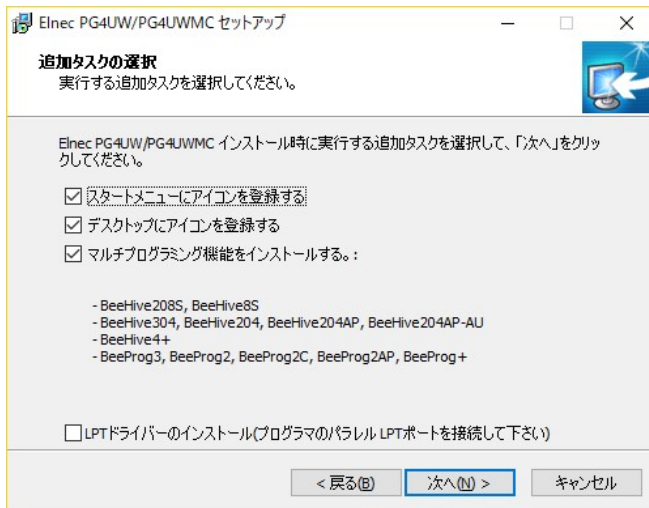 Elnec PG4UW/PG4UWMC セットアップ
追加タスクの選択
実行する追加タスクを選択してください。
Elnec PG4UW/PG4UWMC インストール時に実行する追加タスクを選択して、「次へ」をクリッ
クしてください。
スタートメニューにアイコンを登録する
デスクトップにアイコンを登録する
マルチプログラミング機能をインストールする。:
- BeeHive208S, BeeHive8S
- BeeHive304, BeeHive204, BeeHive204AP, BeeHive204AP-AU
- BeeHive4+
- BeeProg3, BeeProg2, BeeProg2C, BeeProg2AP, BeeProg+
LPTドライバーのインストール(プログラマのパラレル LPTポートを接続して下さい)
< 戻る(B) 次へ(N) > キャンセル